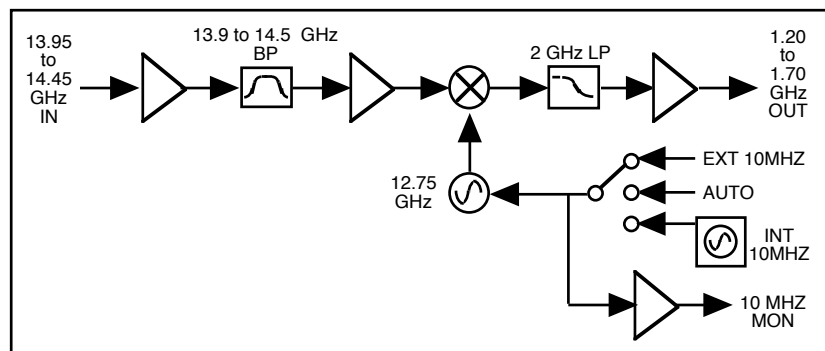 13.95
to
14.45
GHz
IN
13.9 to 14.5 GHz
BP
2 GHz LP
1.20
to
1.70
GHz
OUT
12.75
GHz
EXT 10MHZ
AUTO
INT
10MHZ
10 MHZ
MON